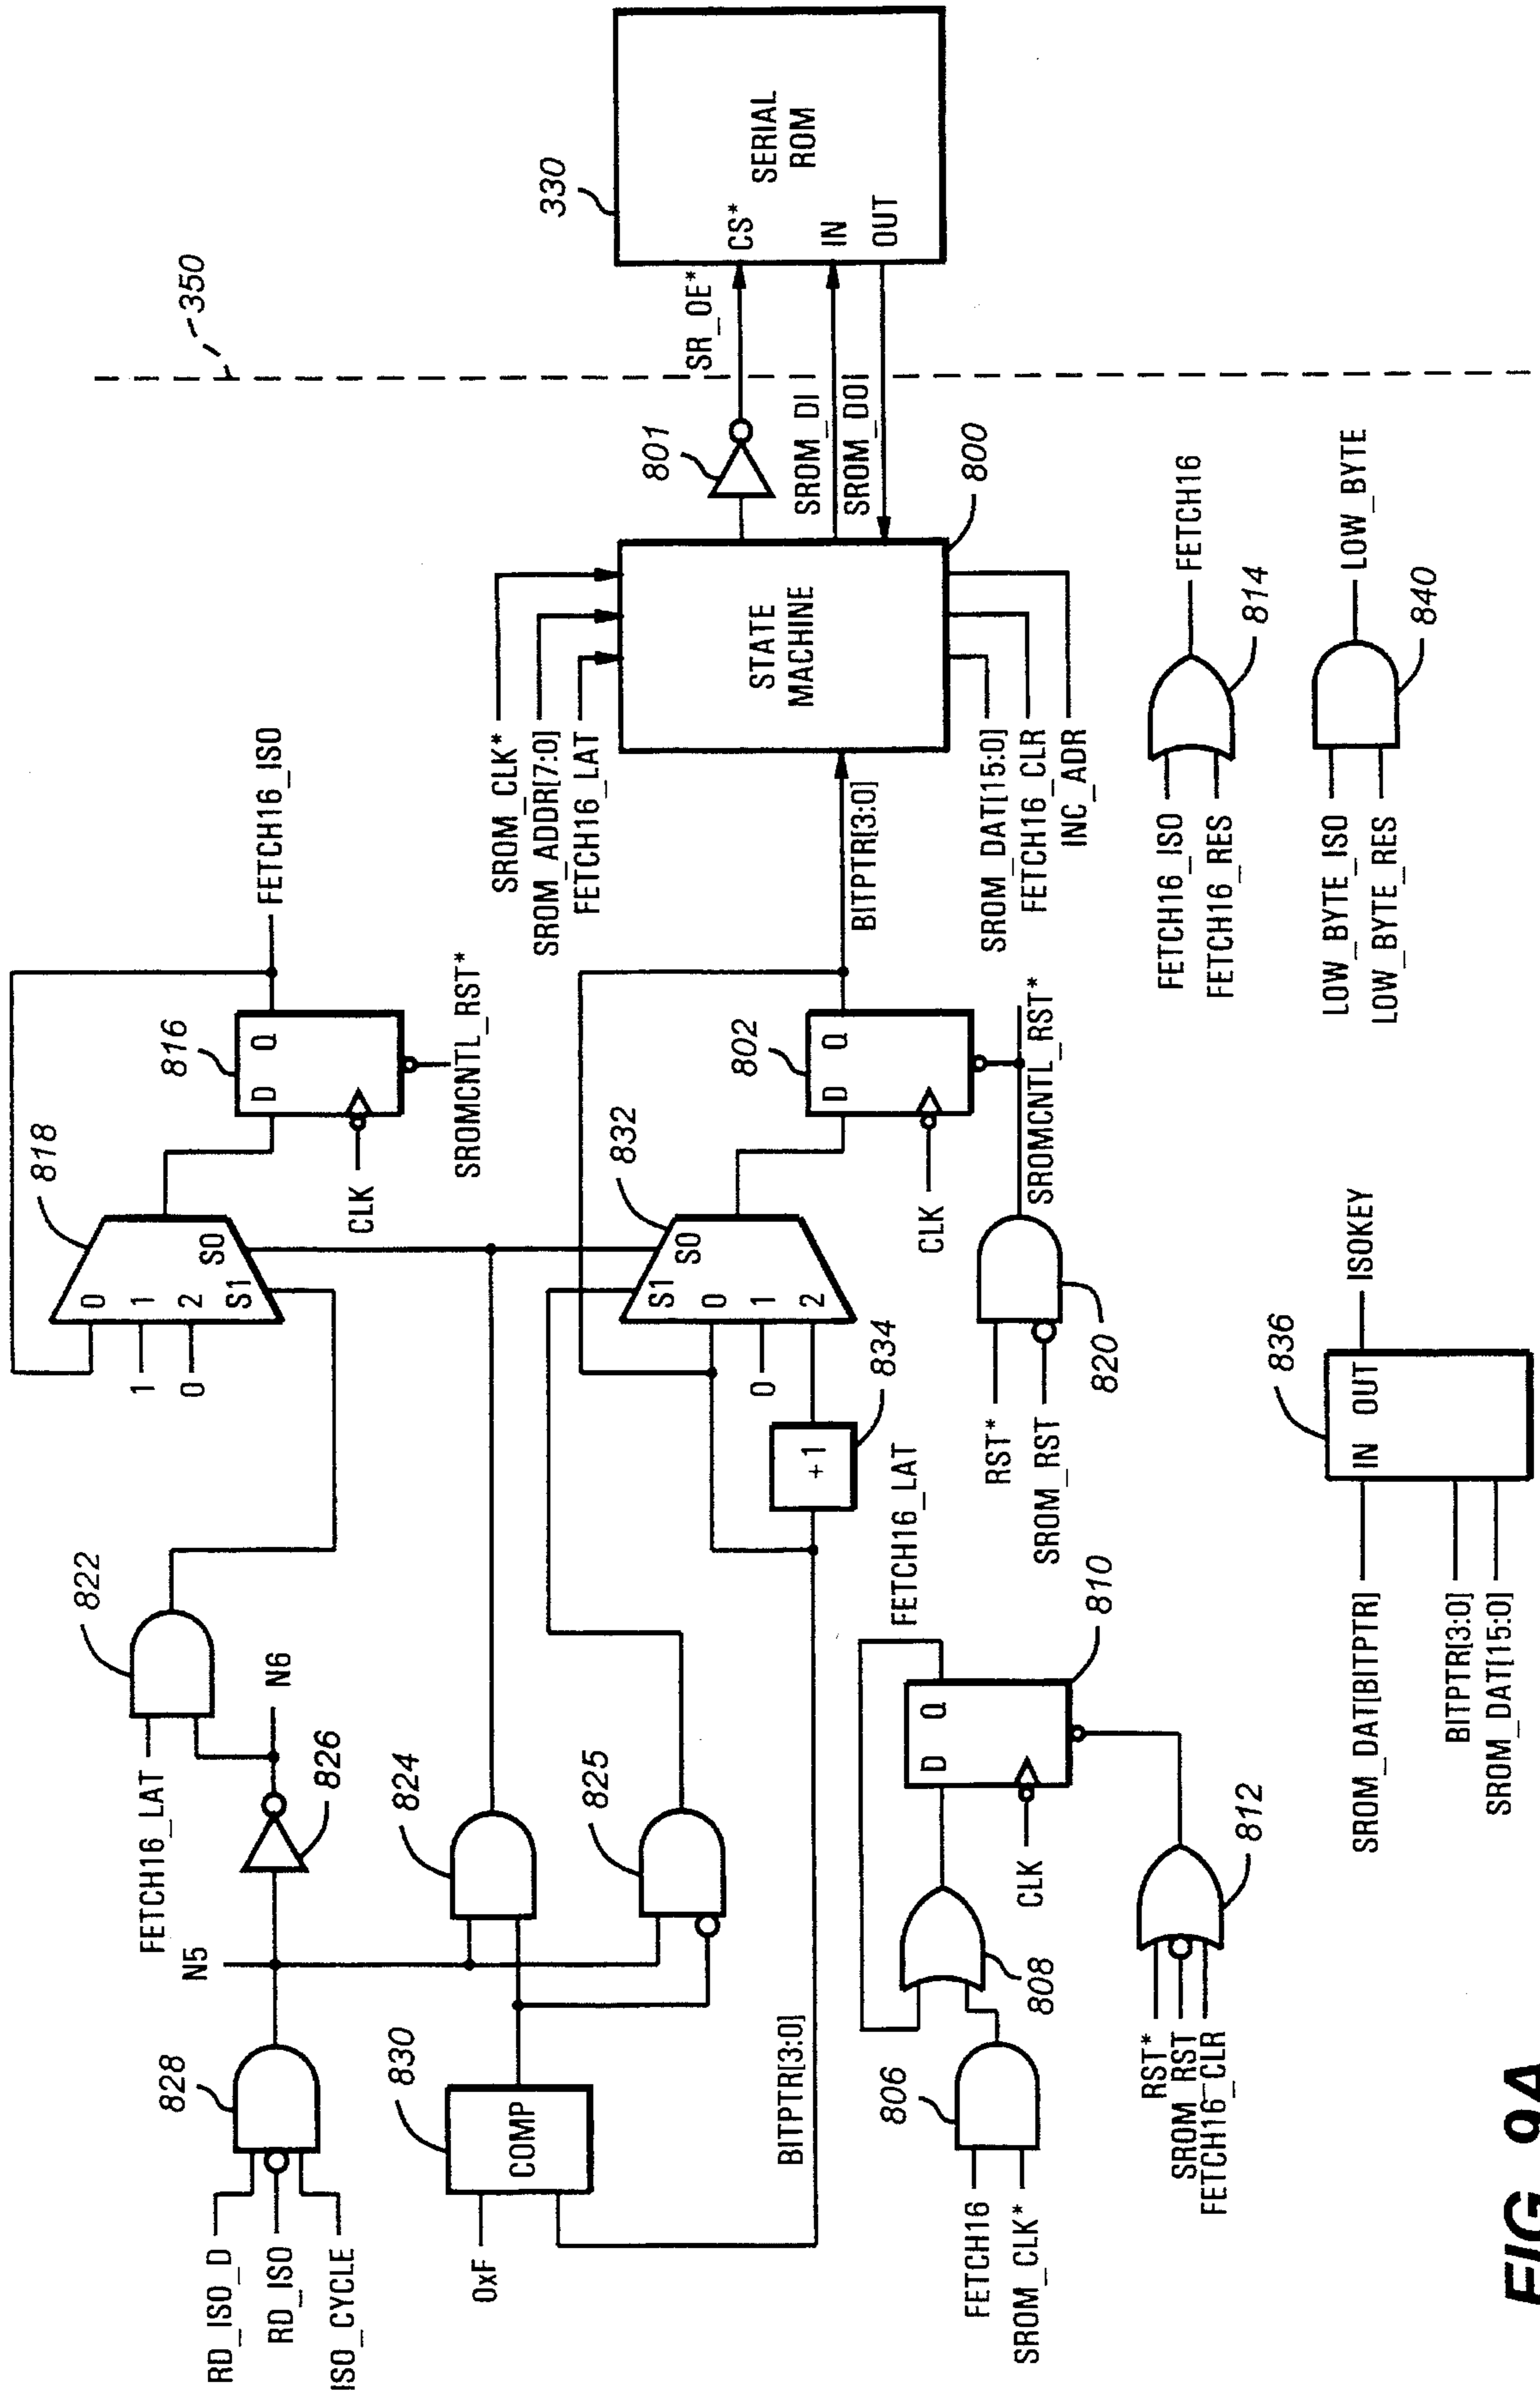 350
330
CS*
SERIAL
ROM
IN
OUT
SR_OE*
SROM_DI
SROM_DOI
801
800
SROM_CLK*
SROM_ADDR[7:0]
FETCH16_LAT
STATE
MACHINE
BITPTR[3:0]
SROM_DAT[15:0]
FETCH16_CLR
INC_ADR
FETCH16_ISO
816
D Q
CLK
SROMCNTL_RST*
818
0
1
2
S1
S0
1
0
822
FETCH16_LAT
N6
826
N5
828
RD_ISO_D
RD_ISO
ISO_CYCLE
824
825
830
COMP
0xF
BITPTR[3:0]
832
S1
S0
0
1
2
0
+1
834
802
D Q
CLK
SROMCNTL_RST*
820
RST*
SROM_RST
FETCH16_LAT
810
D Q
CLK
808
806
FETCH16
SROM_CLK*
812
RST*
SROM_RST
FETCH16_CLR
FETCH16_ISO
FETCH16_RES
814
FETCH16
LOW_BYTE_ISO
LOW_BYTE_RES
840
LOW_BYTE
836
IN OUT
ISOKEY
SROM_DAT[BITPTR]
BITPTR[3:0]
SROM_DAT[15:0]
FIG. 9A